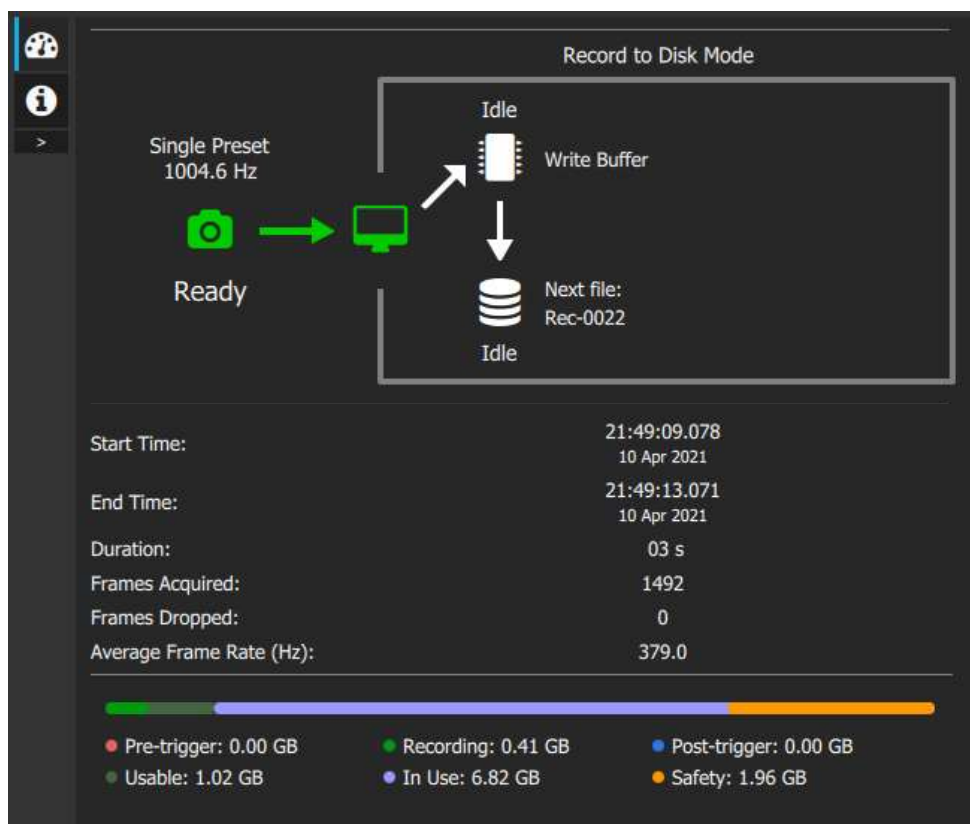 Record to Disk Mode
Idle
Single Preset
1004.6 Hz
Write Buffer
Ready
Next file:
Rec-0022
Idle
>
Start Time:
21:49:09.078
10 Apr 2021
End Time:
21:49:13.071
10 Apr 2021
Duration: 03 s
Frames Acquired: 1492
Frames Dropped: 0
Average Frame Rate (Hz): 379.0
Pre-trigger: 0.00 GB
Recording: 0.41 GB
Post-trigger: 0.00 GB
Usable: 1.02 GB
In Use: 6.82 GB
Safety: 1.96 GB